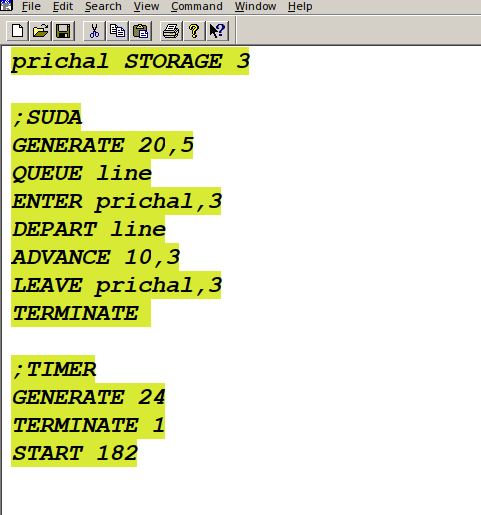 File Edit Search View Command Window Help
prichal STORAGE 3
;SUDA
GENERATE 20,5
QUEUE line
ENTER prichal,3
DEPART line
ADVANCE 10,3
LEAVE prichal,3
TERMINATE
;TIMER
GENERATE 24
TERMINATE 1
START 182